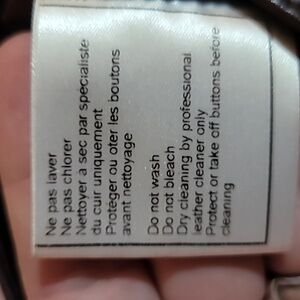 Ne pas laver
Ne pas chlorer
Nettoyer a sec par spécialiste
du cuir uniquement
Protéger ou oter les boutons
avant nettoyage
Do not wash
Do not bleach
Dry cleaning by professional
leather cleaner only
Protect or take off buttons before
cleaning